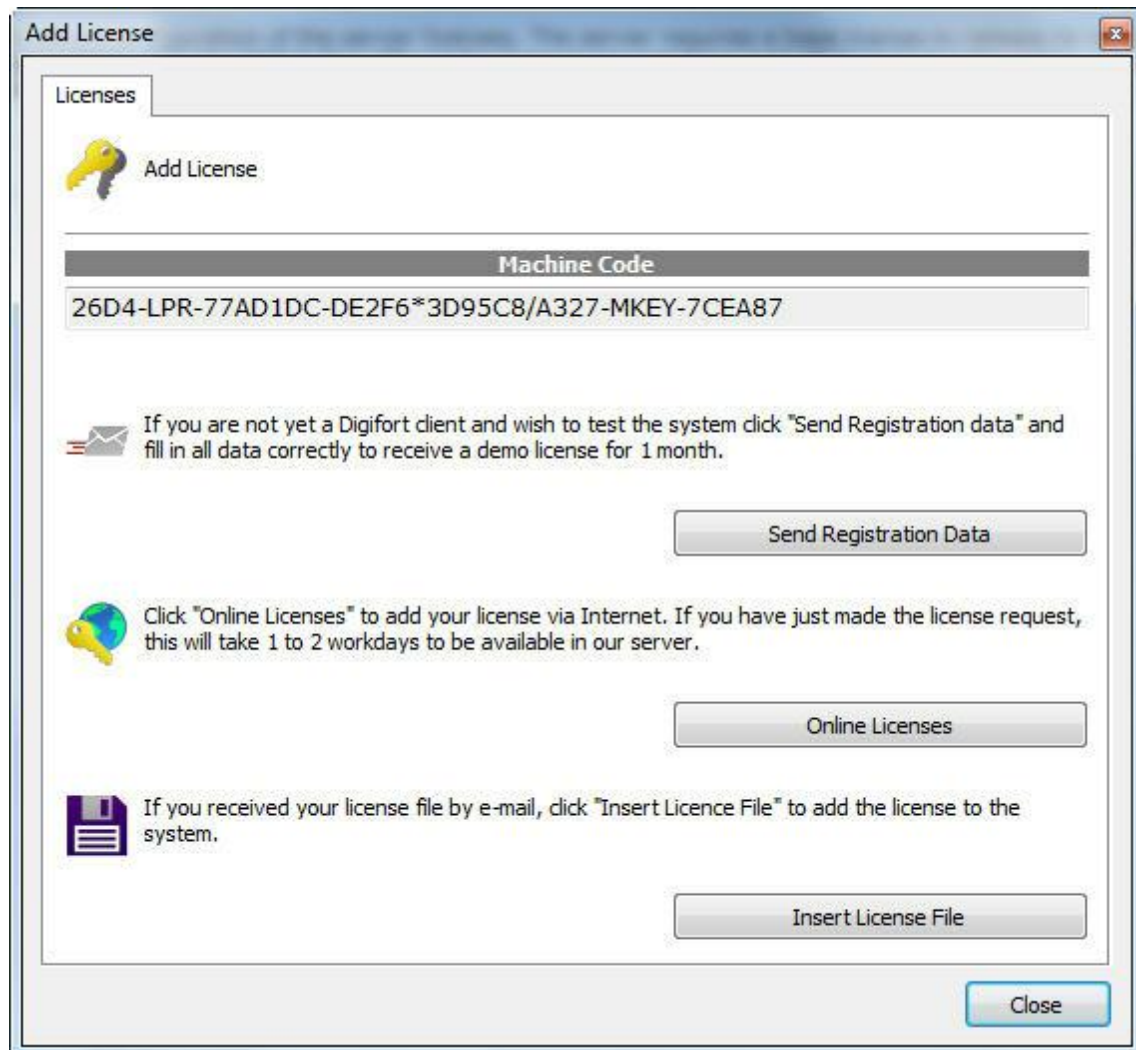 Add License
Licenses
Add License
Machine Code
26D4-LPR-77AD1DC-DE2F6*3D95C8/A327-MKEY-7CEA87
If you are not yet a Digifort client and wish to test the system click "Send Registration data" and
fill in all data correctly to receive a demo license for 1 month.
Send Registration Data
Click "Online Licenses" to add your license via Internet. If you have just made the license request,
this will take 1 to 2 workdays to be available in our server.
Online Licenses
If you received your license file by e-mail, click "Insert Licence File" to add the license to the
system.
Insert License File
Close